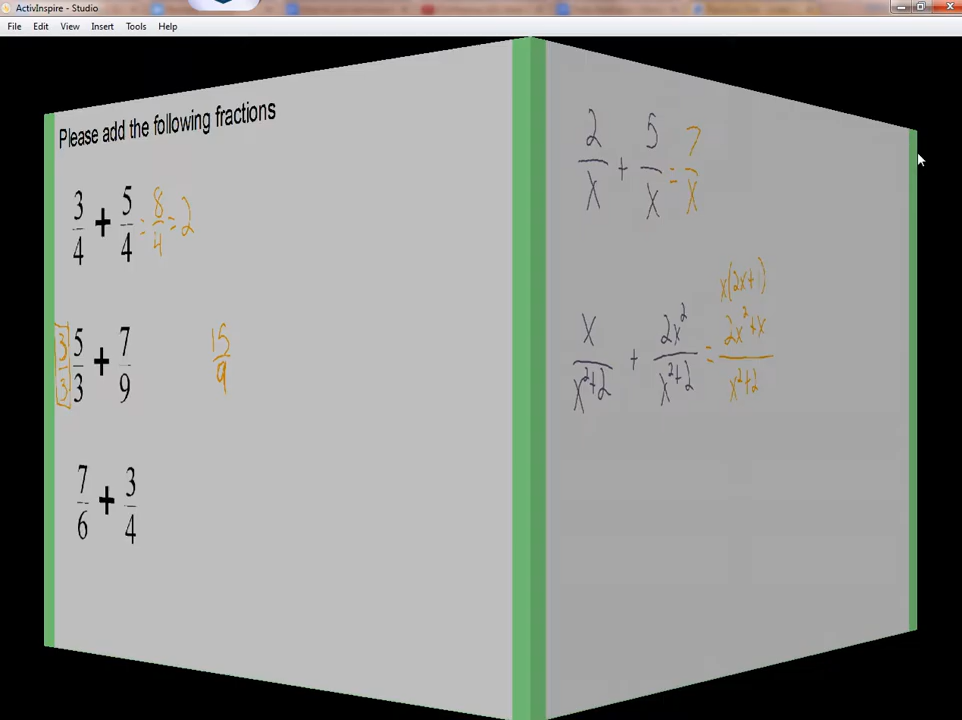 ActivInspire - Studio
File Edit View Insert Tools Help
Please add the following fractions
3/4 + 5/4 = 8/4 = 2
3/3 5/3 + 7/9 15/9
7/6 + 3/4
2/x + 5/x = 7/x
x(2x+1)
x/(x²+2) + 2x²/(x²+2) = (2x²+x)/(x²+2)